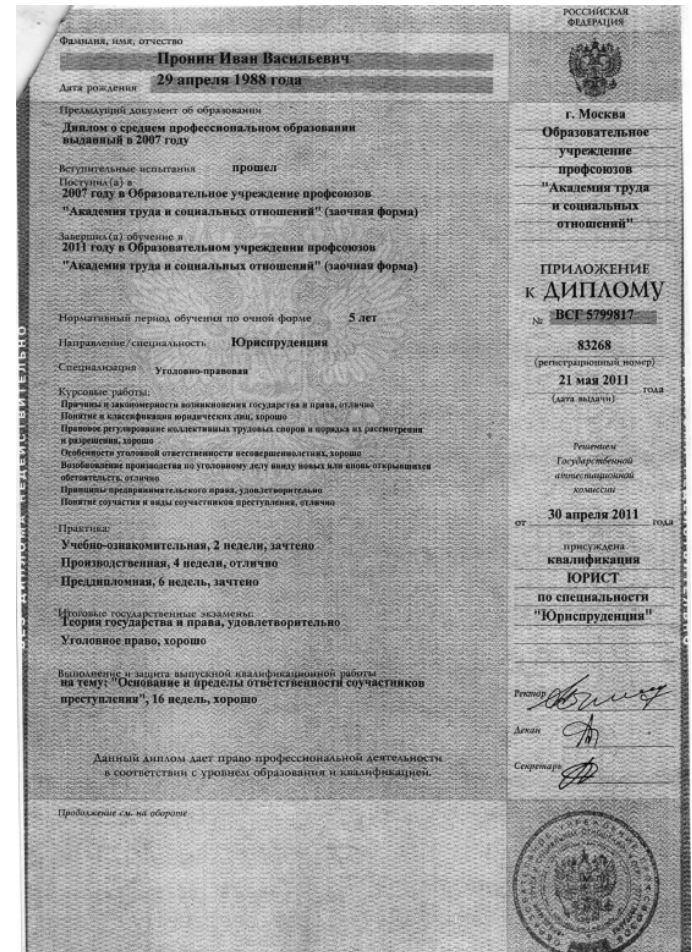 Фамилия, имя, отчество
Пронин Иван Васильевич
Дата рождения 29 апреля 1988 года
Предыдущий документ об образовании
Диплом о среднем профессиональном образовании
выданный в 2007 году
Вступительные испытания прошел
Поступил(а) в
2007 году в Образовательное учреждение профсоюзов
"Академия труда и социальных отношений" (заочная форма)
Завершил(а) обучение в
2011 году в Образовательном учреждении профсоюзов
"Академия труда и социальных отношений" (заочная форма)
Нормативный период обучения по очной форме 5 лет
Направление/специальность Юриспруденция
Специализация Уголовно-правовая
Курсовые работы:
Причины и закономерности возникновения государства и права, отлично
Понятие и классификация юридических лиц, хорошо
Правовое регулирование коллективных трудовых споров и порядка их рассмотрения
и разрешения, хорошо
Особенности уголовной ответственности несовершеннолетних, хорошо
Возобновление производства по уголовному делу ввиду новых или вновь открывшихся
обстоятельств, отлично
Принципы предпринимательского права, удовлетворительно
Понятие соучастия и виды соучастников преступления, отлично
Практика:
Учебно-ознакомительная, 2 недели, зачтено
Производственная, 4 недели, отлично
Преддипломная, 6 недель, зачтено
Итоговые государственные экзамены:
Теория государства и права, удовлетворительно
Уголовное право, хорошо
Выполнение и защита выпускной квалификационной работы
на тему: "Основание и пределы ответственности соучастников
преступления", 16 недель, хорошо
Данный диплом дает право профессиональной деятельности
в соответствии с уровнем образования и квалификацией.
Продолжение см. на обороте
РОССИЙСКАЯ
ФЕДЕРАЦИЯ
г. Москва
Образовательное
учреждение
профсоюзов
"Академия труда
и социальных
отношений"
ПРИЛОЖЕНИЕ
к ДИПЛОМУ
№ ВСГ 5799817
83268
(регистрационный номер)
21 мая 2011 года
(дата выдачи)
Решением
Государственной
аттестационной
комиссии
от 30 апреля 2011 года
присуждена
квалификация
ЮРИСТ
по специальности
"Юриспруденция"
Ректор
Декан
Секретарь
БЕЗ ДИПЛОМА НЕДЕЙСТВИТЕЛЬНО